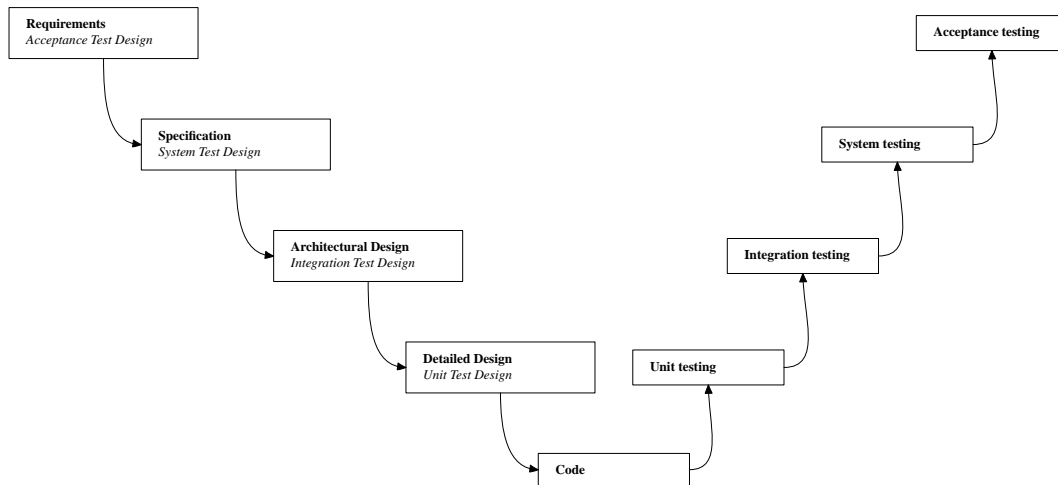 Requirements
Acceptance Test Design
Acceptance testing
Specification
System Test Design
System testing
Architectural Design
Integration Test Design
Integration testing
Detailed Design
Unit Test Design
Unit testing
Code